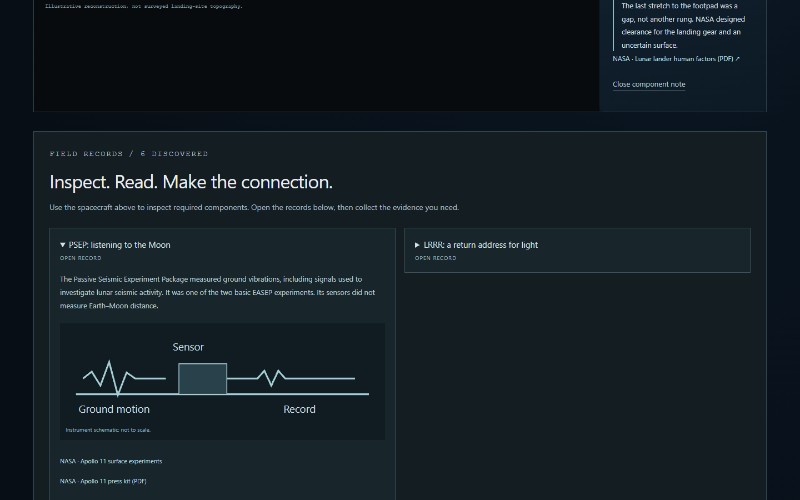 Illustrative reconstruction, not surveyed landing-site topography.
The last stretch to the footpad was a
gap, not another rung. NASA designed
clearance for the landing gear and an
uncertain surface.
NASA · Lunar lander human factors (PDF) ↗
Close component note
FIELD RECORDS / 6 DISCOVERED
Inspect. Read. Make the connection.
Use the spacecraft above to inspect required components. Open the records below, then collect the evidence you need.
▼ PSEP: listening to the Moon
OPEN RECORD
The Passive Seismic Experiment Package measured ground vibrations, including signals used to
investigate lunar seismic activity. It was one of the two basic EASEP experiments. Its sensors did not
measure Earth–Moon distance.
Sensor
Ground motion
Record
Instrument schematic; not to scale.
NASA · Apollo 11 surface experiments
NASA · Apollo 11 press kit (PDF)
▶ LRRR: a return address for light
OPEN RECORD